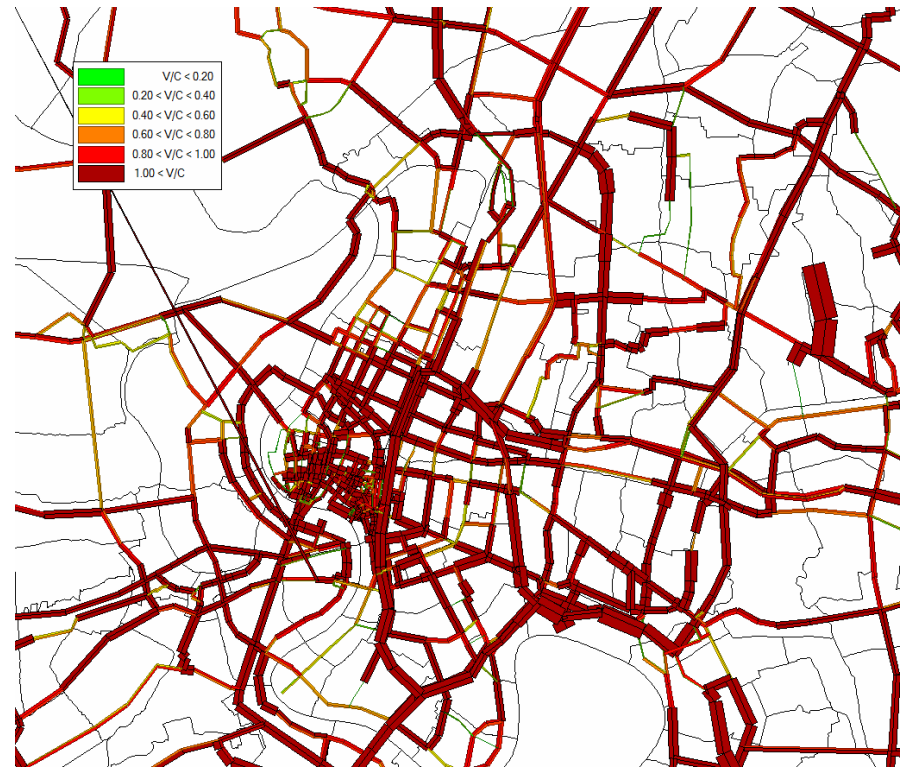 V/C < 0.20
0.20 < V/C < 0.40
0.40 < V/C < 0.60
0.60 < V/C < 0.80
0.80 < V/C < 1.00
1.00 < V/C